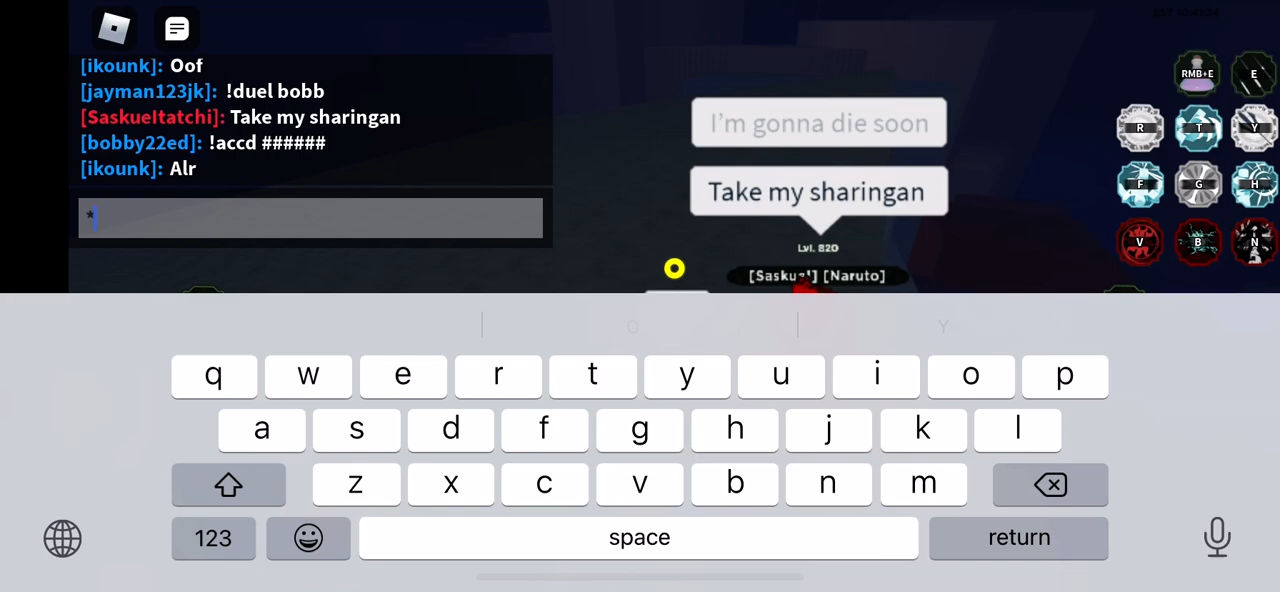 [ikounk]: Oof
[jayman123jk]: !duel bobb
[SaskueItatchi]: Take my sharingan
[bobby22ed]: !accd ######
[ikounk]: Alr
*
I'm gonna die soon
Take my sharingan
Lvl. 820
[Saskue'] [Naruto]
RMB+E E
R T Y
F G H
V B N
O Y
q w e r t y u i o p
a s d f g h j k l
z x c v b n m
123 space return